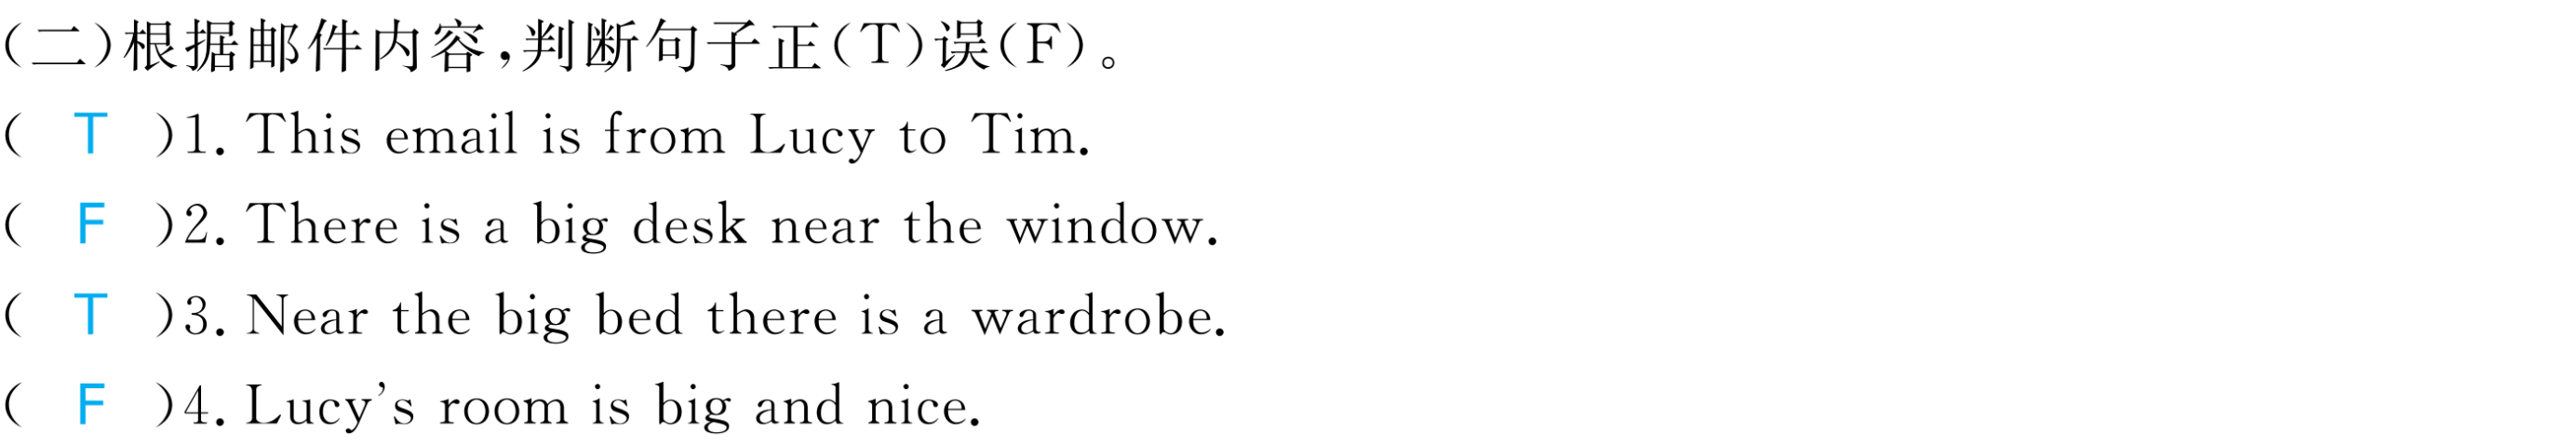 (二)根据邮件内容,判断句子正(T)误(F)。
( T )1. This email is from Lucy to Tim.
( F )2. There is a big desk near the window.
( T )3. Near the big bed there is a wardrobe.
( F )4. Lucy's room is big and nice.